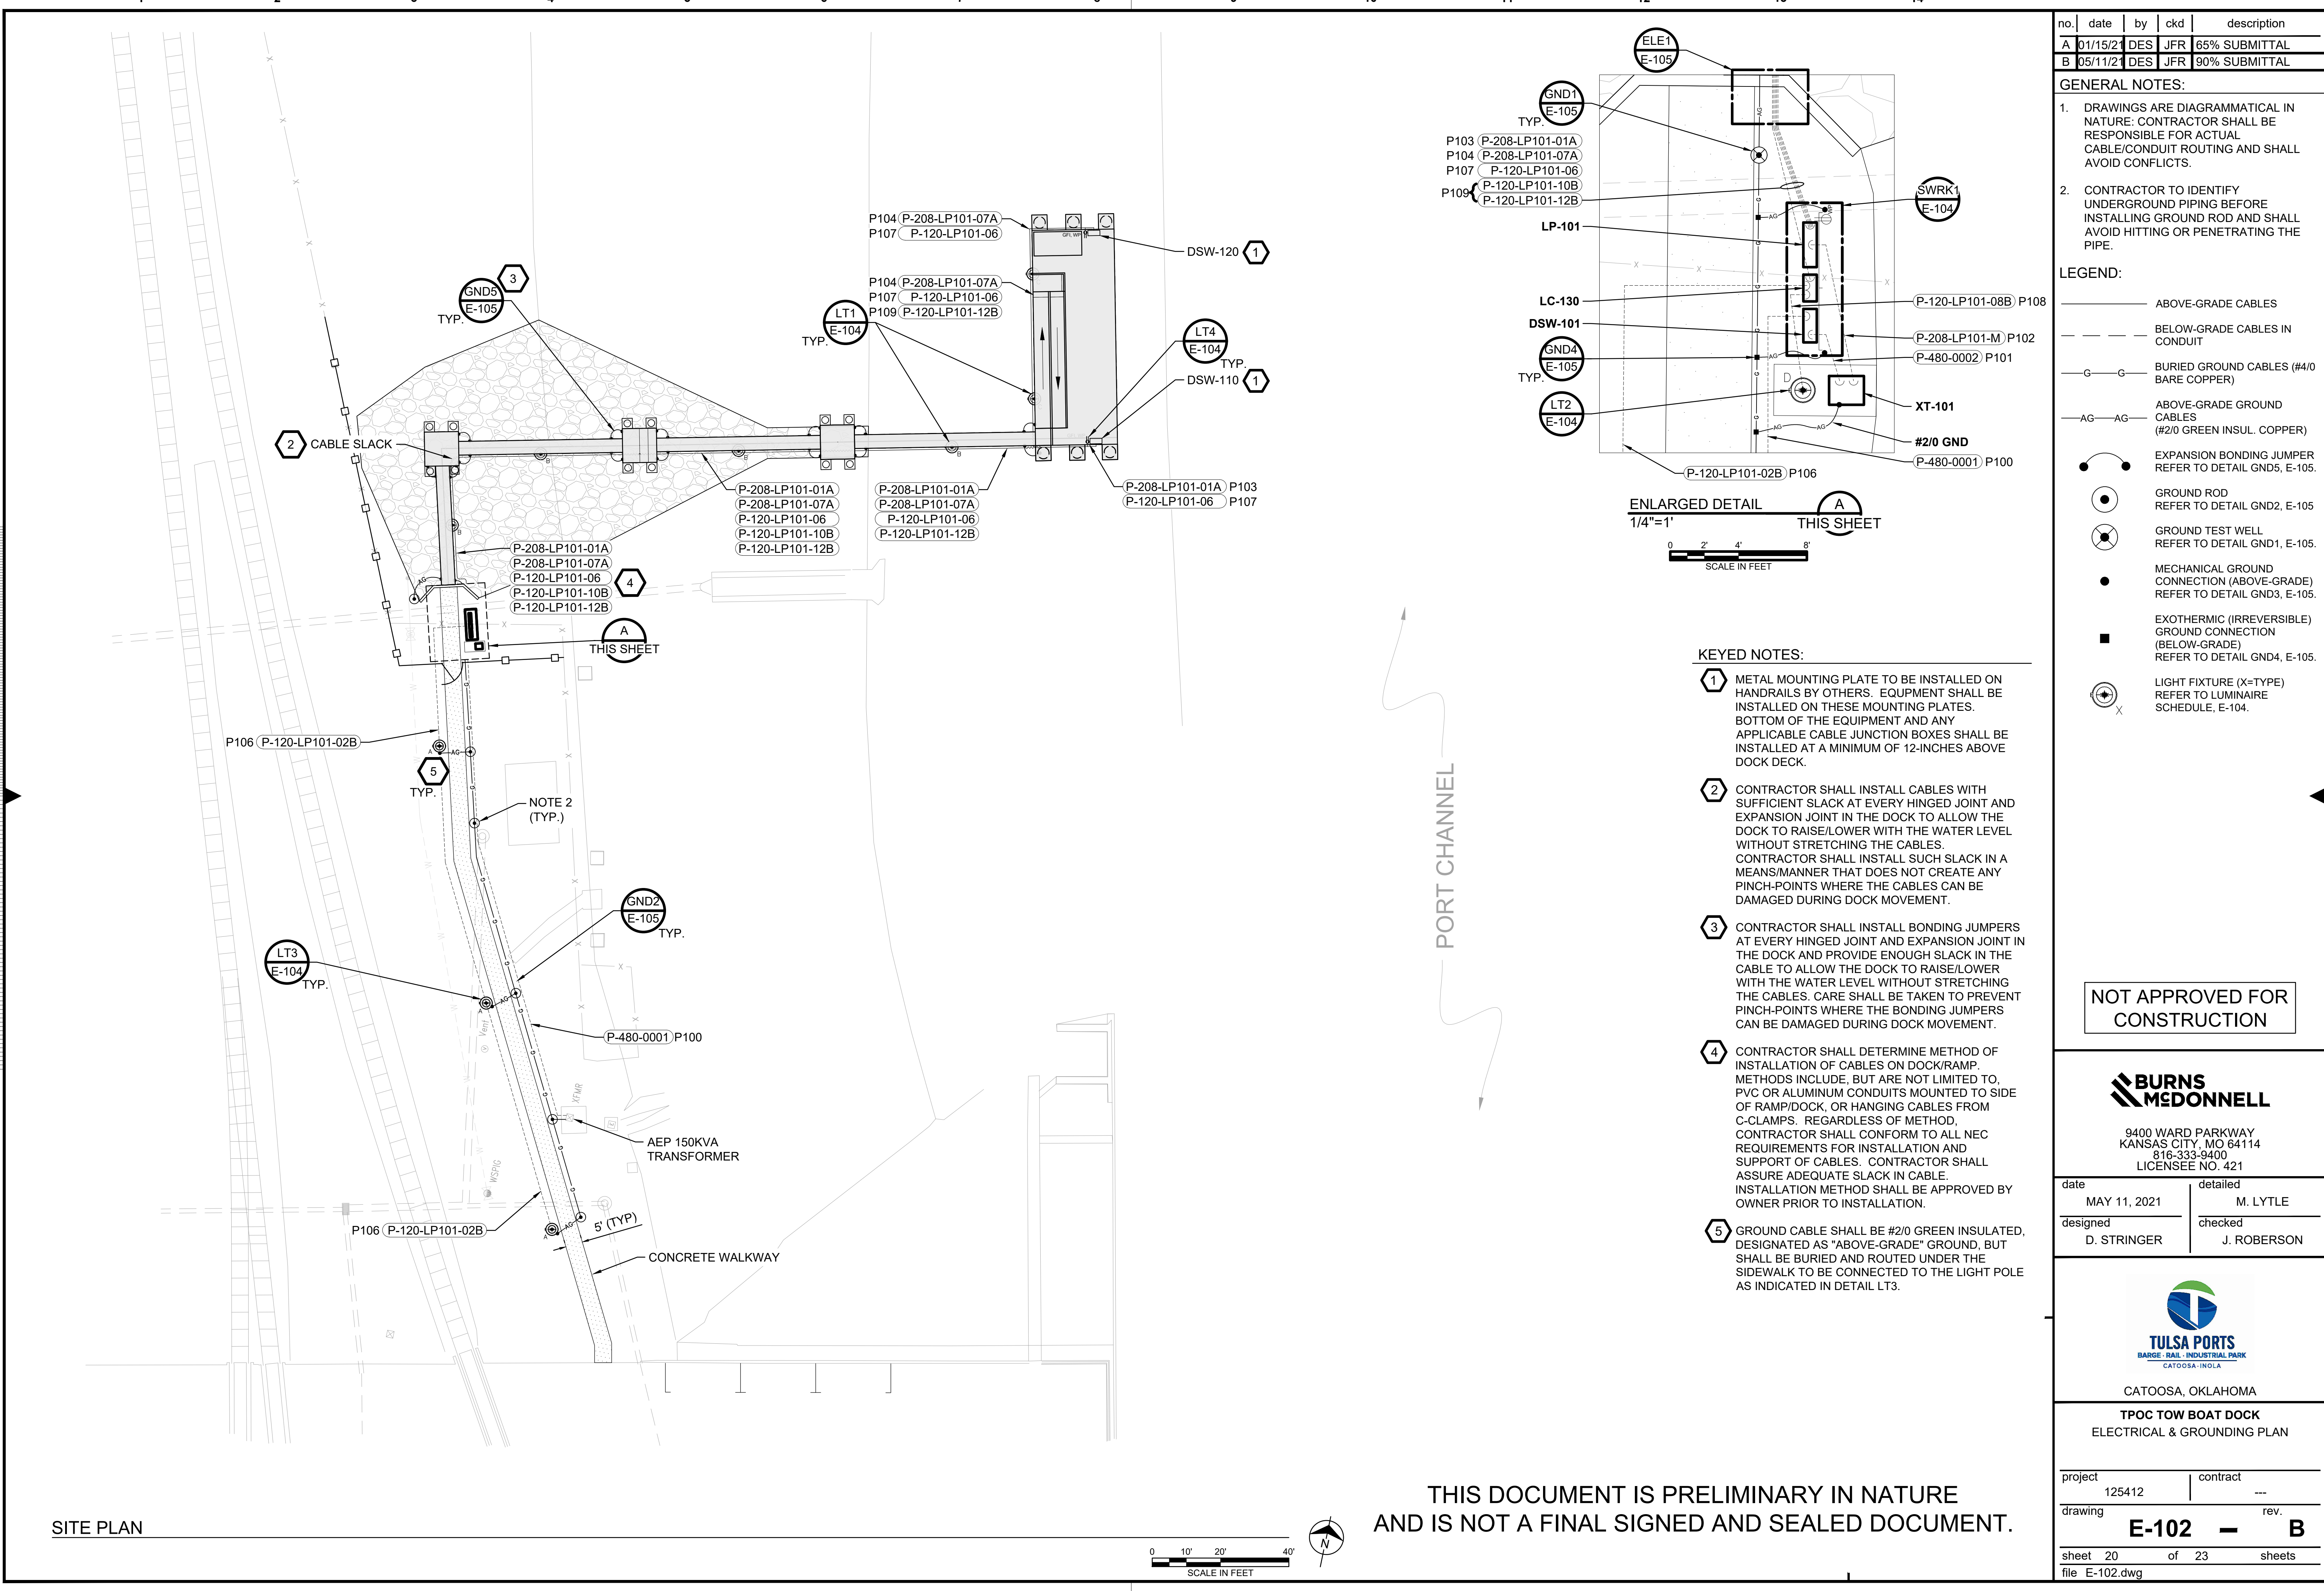 1 2 3 4 5 6 7 8 9 10 11 12 13 14
P104 P-208-LP101-07A
P107 P-120-LP101-06
GFI, WP
DSW-120 1
P104 P-208-LP101-07A
P107 P-120-LP101-06
P109 P-120-LP101-12B
3
GND5
E-105
TYP.
LT1
E-104
TYP.
LT4
E-104
TYP.
DSW-110 1
2 CABLE SLACK
B
B
B
B
P-208-LP101-01A
P-208-LP101-07A
P-120-LP101-06
P-120-LP101-10B
P-120-LP101-12B
P-208-LP101-01A
P-208-LP101-07A
P-120-LP101-06
P-120-LP101-12B
P-208-LP101-01A P103
P-120-LP101-06 P107
P-208-LP101-01A
P-208-LP101-07A
P-120-LP101-06
P-120-LP101-10B
P-120-LP101-12B
4
AG
A
THIS SHEET
P106 P-120-LP101-02B
A
AG
5
TYP.
NOTE 2
(TYP.)
GND2
E-105
TYP.
LT3
E-104
TYP.
A
AG
Vent
P-480-0001 P100
XFMR
AEP 150KVA
TRANSFORMER
WSPIG
P106 P-120-LP101-02B
A
AG
5' (TYP)
CONCRETE WALKWAY
PORT CHANNEL
SITE PLAN
0 10' 20' 40'
SCALE IN FEET
N
ELE1
E-105
GND1
E-105
TYP.
P103 P-208-LP101-01A
P104 P-208-LP101-07A
P107 P-120-LP101-06
P109 { P-120-LP101-10B
P-120-LP101-12B
SWRK1
E-104
LP-101
LC-130
DSW-101
GND4
E-105
TYP.
LT2
E-104
D
P-120-LP101-08B P108
P-208-LP101-M P102
P-480-0002 P101
XT-101
#2/0 GND
P-480-0001 P100
P-120-LP101-02B P106
ENLARGED DETAIL
1/4"=1'
A
THIS SHEET
0 2' 4' 8'
SCALE IN FEET
KEYED NOTES:
1 METAL MOUNTING PLATE TO BE INSTALLED ON
HANDRAILS BY OTHERS. EQUPMENT SHALL BE
INSTALLED ON THESE MOUNTING PLATES.
BOTTOM OF THE EQUIPMENT AND ANY
APPLICABLE CABLE JUNCTION BOXES SHALL BE
INSTALLED AT A MINIMUM OF 12-INCHES ABOVE
DOCK DECK.
2 CONTRACTOR SHALL INSTALL CABLES WITH
SUFFICIENT SLACK AT EVERY HINGED JOINT AND
EXPANSION JOINT IN THE DOCK TO ALLOW THE
DOCK TO RAISE/LOWER WITH THE WATER LEVEL
WITHOUT STRETCHING THE CABLES.
CONTRACTOR SHALL INSTALL SUCH SLACK IN A
MEANS/MANNER THAT DOES NOT CREATE ANY
PINCH-POINTS WHERE THE CABLES CAN BE
DAMAGED DURING DOCK MOVEMENT.
3 CONTRACTOR SHALL INSTALL BONDING JUMPERS
AT EVERY HINGED JOINT AND EXPANSION JOINT IN
THE DOCK AND PROVIDE ENOUGH SLACK IN THE
CABLE TO ALLOW THE DOCK TO RAISE/LOWER
WITH THE WATER LEVEL WITHOUT STRETCHING
THE CABLES. CARE SHALL BE TAKEN TO PREVENT
PINCH-POINTS WHERE THE BONDING JUMPERS
CAN BE DAMAGED DURING DOCK MOVEMENT.
4 CONTRACTOR SHALL DETERMINE METHOD OF
INSTALLATION OF CABLES ON DOCK/RAMP.
METHODS INCLUDE, BUT ARE NOT LIMITED TO,
PVC OR ALUMINUM CONDUITS MOUNTED TO SIDE
OF RAMP/DOCK, OR HANGING CABLES FROM
C-CLAMPS. REGARDLESS OF METHOD,
CONTRACTOR SHALL CONFORM TO ALL NEC
REQUIREMENTS FOR INSTALLATION AND
SUPPORT OF CABLES. CONTRACTOR SHALL
ASSURE ADEQUATE SLACK IN CABLE.
INSTALLATION METHOD SHALL BE APPROVED BY
OWNER PRIOR TO INSTALLATION.
5 GROUND CABLE SHALL BE #2/0 GREEN INSULATED,
DESIGNATED AS "ABOVE-GRADE" GROUND, BUT
SHALL BE BURIED AND ROUTED UNDER THE
SIDEWALK TO BE CONNECTED TO THE LIGHT POLE
AS INDICATED IN DETAIL LT3.
THIS DOCUMENT IS PRELIMINARY IN NATURE
AND IS NOT A FINAL SIGNED AND SEALED DOCUMENT.
no. date by ckd description
A 01/15/21 DES JFR 65% SUBMITTAL
B 05/11/21 DES JFR 90% SUBMITTAL
GENERAL NOTES:
1. DRAWINGS ARE DIAGRAMMATICAL IN
NATURE: CONTRACTOR SHALL BE
RESPONSIBLE FOR ACTUAL
CABLE/CONDUIT ROUTING AND SHALL
AVOID CONFLICTS.
2. CONTRACTOR TO IDENTIFY
UNDERGROUND PIPING BEFORE
INSTALLING GROUND ROD AND SHALL
AVOID HITTING OR PENETRATING THE
PIPE.
LEGEND:
ABOVE-GRADE CABLES
BELOW-GRADE CABLES IN
CONDUIT
G G BURIED GROUND CABLES (#4/0
BARE COPPER)
AG AG ABOVE-GRADE GROUND
CABLES
(#2/0 GREEN INSUL. COPPER)
EXPANSION BONDING JUMPER
REFER TO DETAIL GND5, E-105.
GROUND ROD
REFER TO DETAIL GND2, E-105
GROUND TEST WELL
REFER TO DETAIL GND1, E-105.
MECHANICAL GROUND
CONNECTION (ABOVE-GRADE)
REFER TO DETAIL GND3, E-105.
EXOTHERMIC (IRREVERSIBLE)
GROUND CONNECTION
(BELOW-GRADE)
REFER TO DETAIL GND4, E-105.
LIGHT FIXTURE (X=TYPE)
REFER TO LUMINAIRE
SCHEDULE, E-104.
X
NOT APPROVED FOR
CONSTRUCTION
BURNS
MCDONNELL
9400 WARD PARKWAY
KANSAS CITY, MO 64114
816-333-9400
LICENSEE NO. 421
date detailed
MAY 11, 2021 M. LYTLE
designed checked
D. STRINGER J. ROBERSON
TULSA PORTS
BARGE - RAIL - INDUSTRIAL PARK
CATOOSA-INOLA
CATOOSA, OKLAHOMA
TPOC TOW BOAT DOCK
ELECTRICAL & GROUNDING PLAN
project contract
125412 ---
drawing rev.
E-102 - B
sheet 20 of 23 sheets
file E-102.dwg